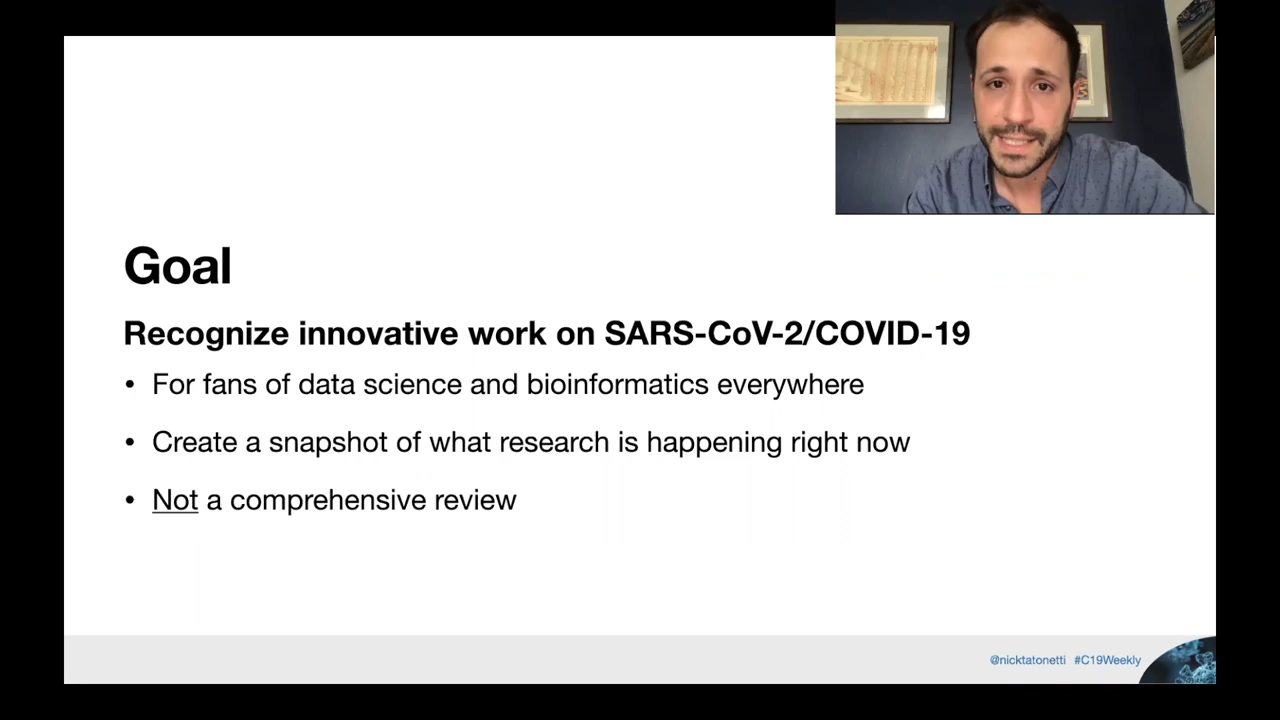 Goal
Recognize innovative work on SARS-CoV-2/COVID-19
• For fans of data science and bioinformatics everywhere
• Create a snapshot of what research is happening right now
• Not a comprehensive review
@nicktatonetti #C19Weekly